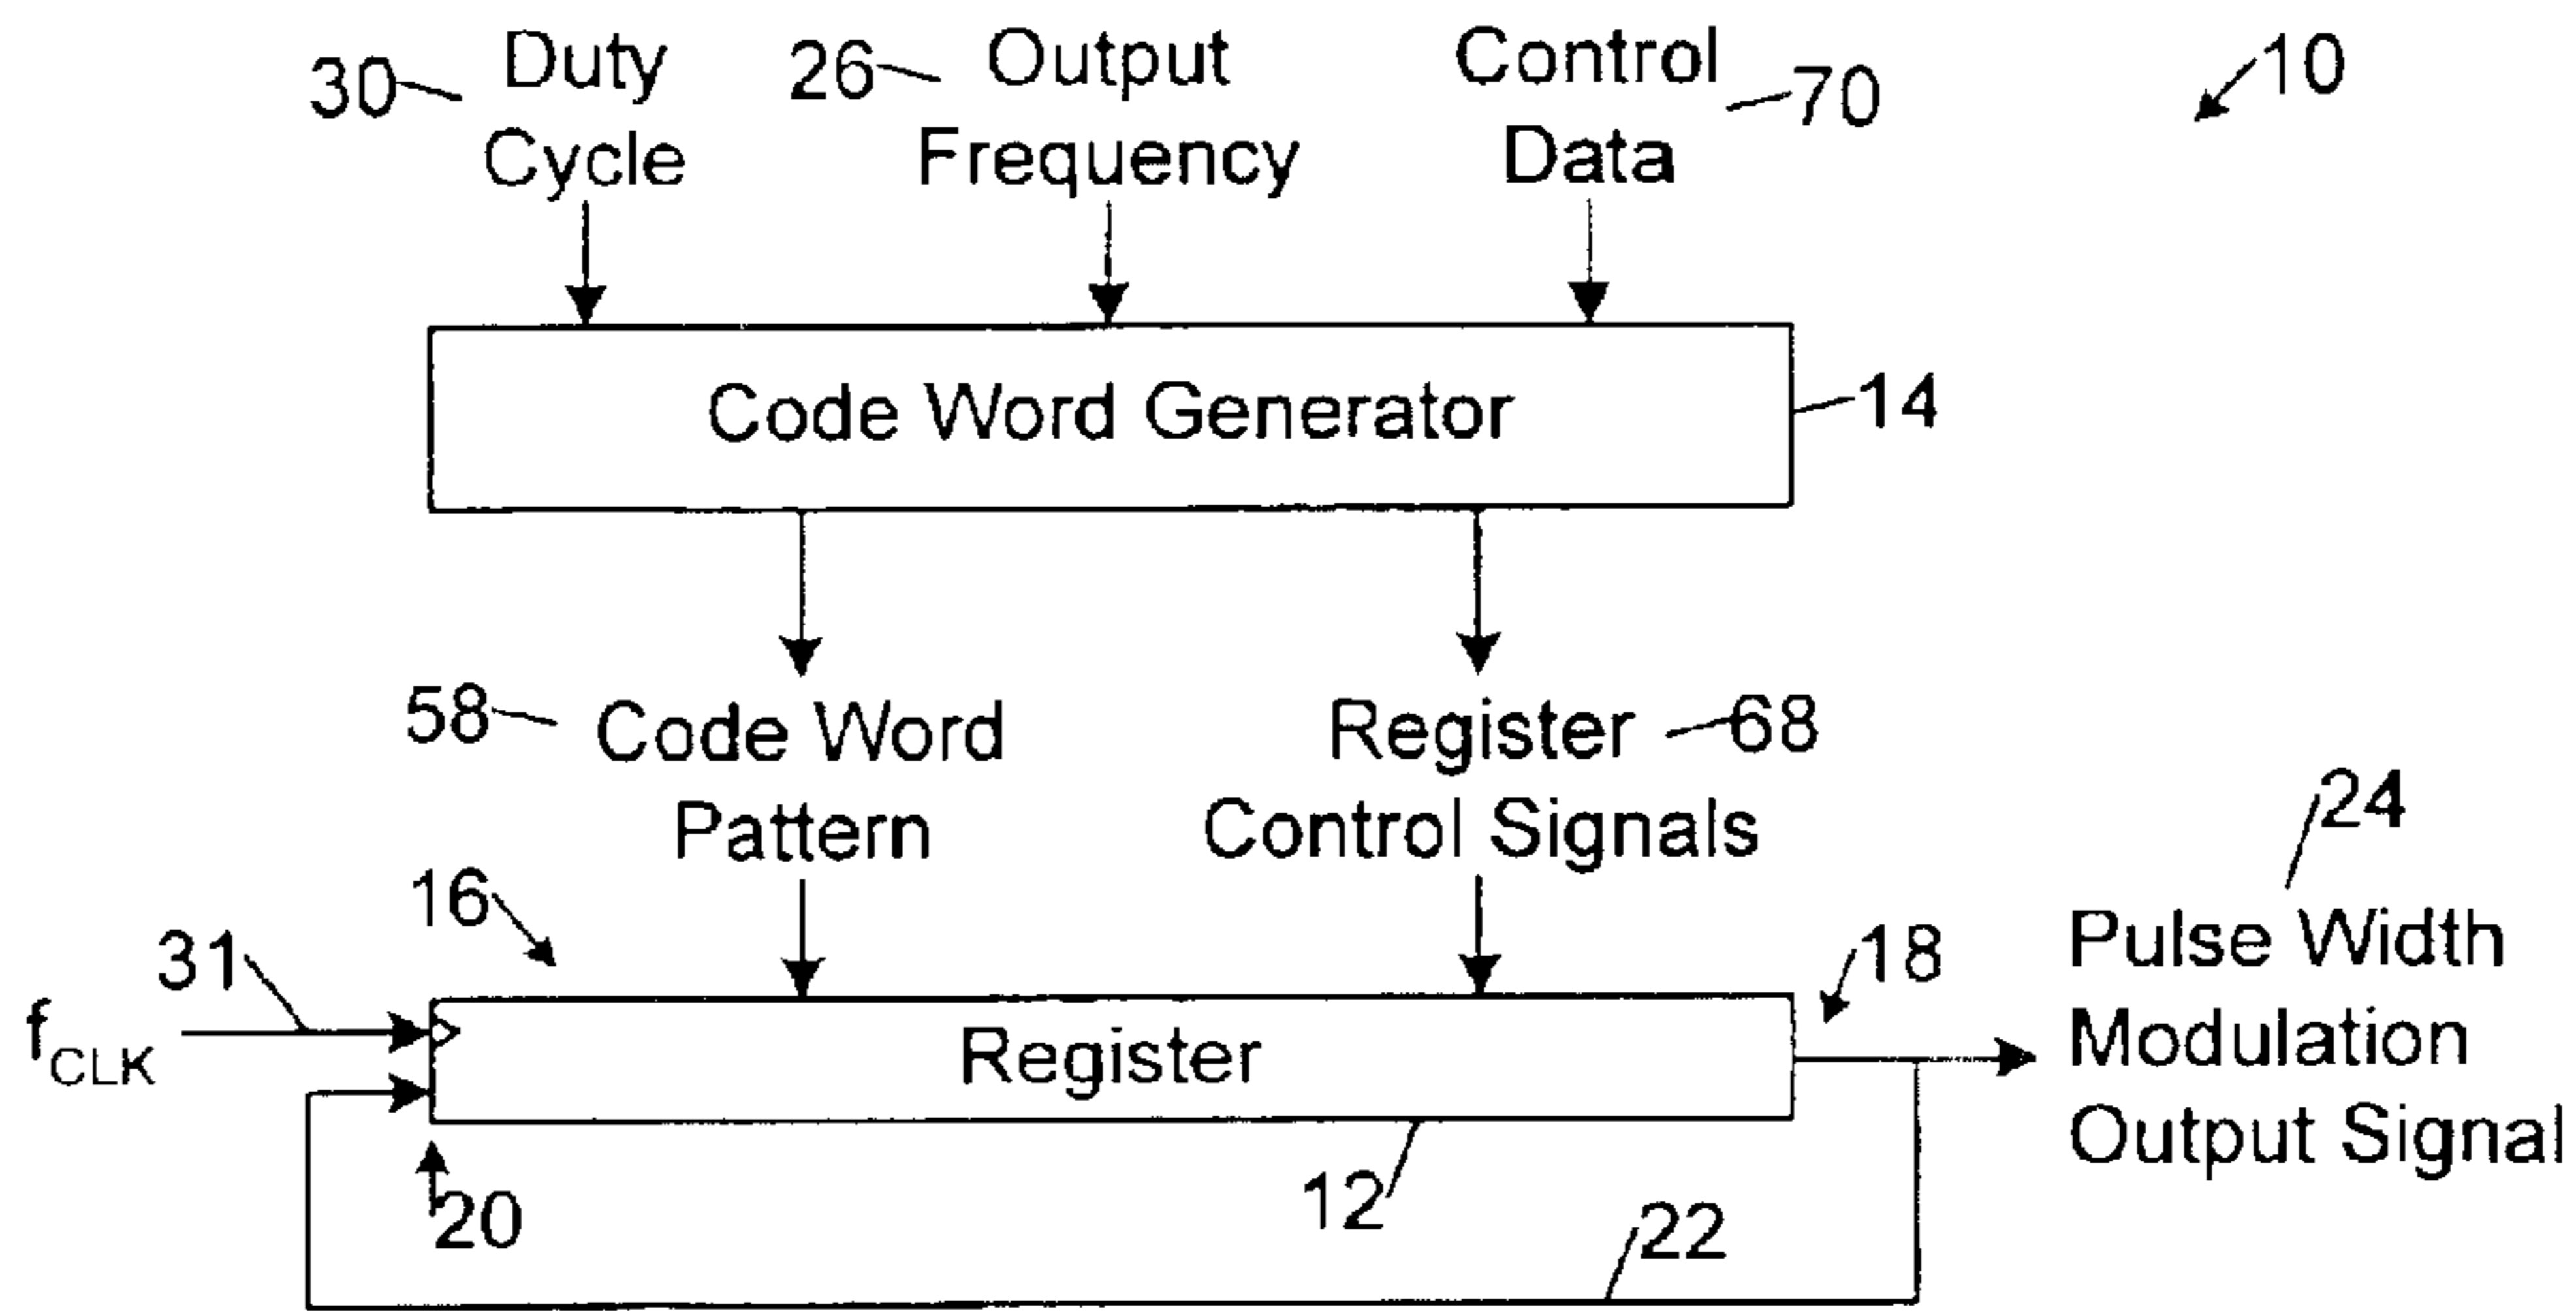 30 Duty Cycle
26 Output Frequency
Control Data 70
10
Code Word Generator
14
58 Code Word Pattern
Register Control Signals 68
24
Pulse Width Modulation Output Signal
16
18
31
fCLK
Register
20
12
22